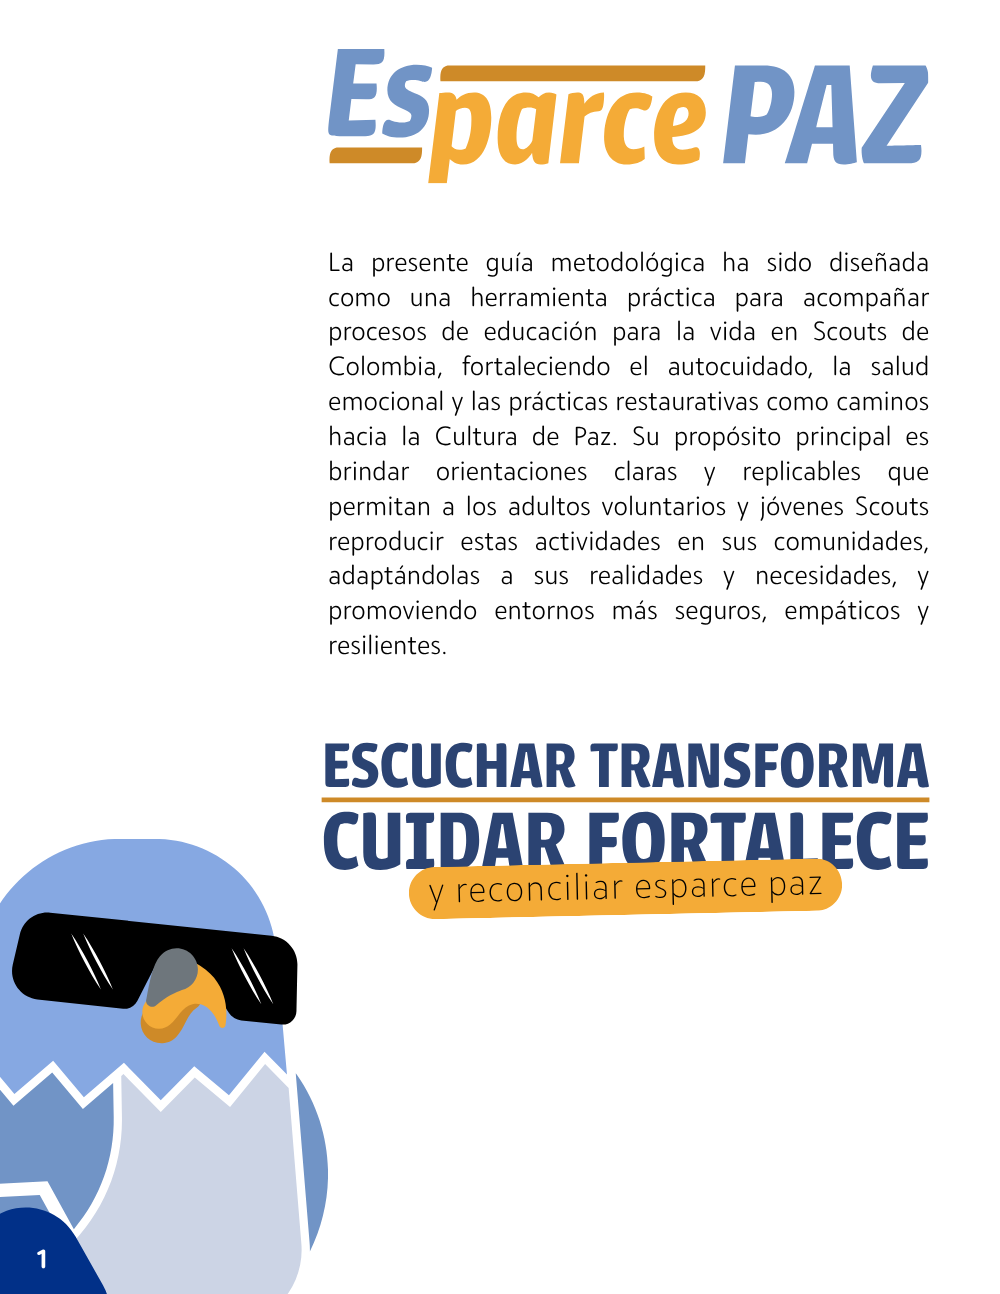 Esparce PAZ
La presente guía metodológica ha sido diseñada
como una herramienta práctica para acompañar
procesos de educación para la vida en Scouts de
Colombia, fortaleciendo el autocuidado, la salud
emocional y las prácticas restaurativas como caminos
hacia la Cultura de Paz. Su propósito principal es
brindar orientaciones claras y replicables que
permitan a los adultos voluntarios y jóvenes Scouts
reproducir estas actividades en sus comunidades,
adaptándolas a sus realidades y necesidades, y
promoviendo entornos más seguros, empáticos y
resilientes.
ESCUCHAR TRANSFORMA
CUIDAR FORTALECE
y reconciliar esparce paz
1